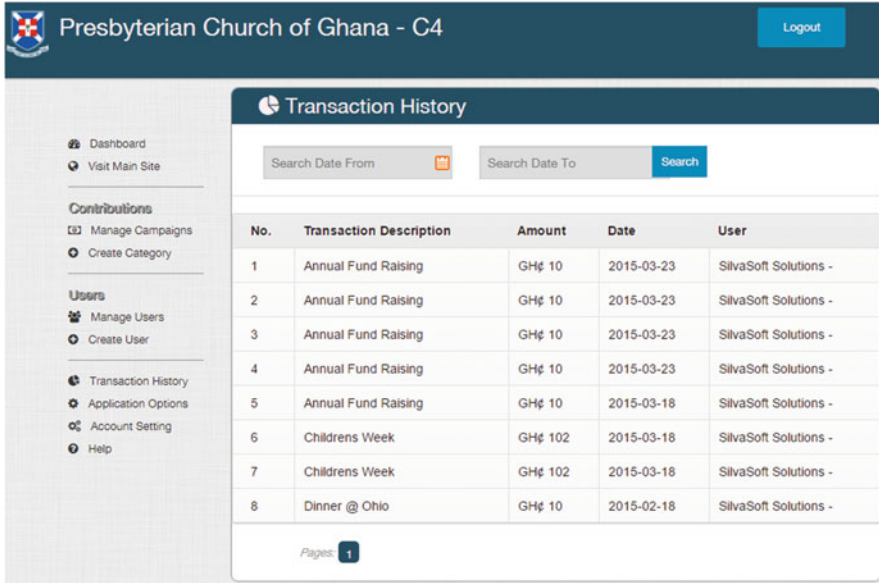 Presbyterian Church of Ghana - C4
Logout
Dashboard
Visit Main Site
Contributions
Manage Campaigns
Create Category
Users
Manage Users
Create User
Transaction History
Application Options
Account Setting
Help
Transaction History
Search Date From
Search Date To
Search
No. Transaction Description Amount Date User
1 Annual Fund Raising GH¢ 10 2015-03-23 SilvaSoft Solutions -
2 Annual Fund Raising GH¢ 10 2015-03-23 SilvaSoft Solutions -
3 Annual Fund Raising GH¢ 10 2015-03-23 SilvaSoft Solutions -
4 Annual Fund Raising GH¢ 10 2015-03-23 SilvaSoft Solutions -
5 Annual Fund Raising GH¢ 10 2015-03-18 SilvaSoft Solutions -
6 Childrens Week GH¢ 102 2015-03-18 SilvaSoft Solutions -
7 Childrens Week GH¢ 102 2015-03-18 SilvaSoft Solutions -
8 Dinner @ Ohio GH¢ 10 2015-02-18 SilvaSoft Solutions -
Pages: 1